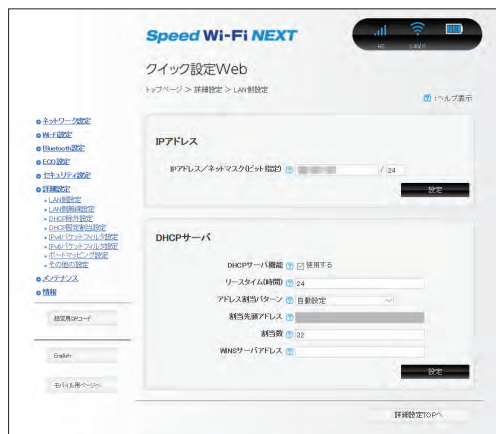 Speed Wi-Fi NEXT
HS
2.4GHz
クイック設定Web
トップページ > 詳細設定 > LAN側設定
? :ヘルプ表示
ネットワーク設定
Wi-Fi設定
Bluetooth設定
ECO設定
セキュリティ設定
詳細設定
LAN側設定
LAN側無線設定
DHCP除外設定
DHCP固定割当設定
IPv4パケットフィルタ設定
IPv6パケットフィルタ設定
ポートマッピング設定
その他の設定
メンテナンス
情報
設定用QRコード
English
モバイル用ページへ
IPアドレス
IPアドレス/ネットマスク(ビット指定) ? / 24
設定
DHCPサーバ
DHCPサーバ機能 ? 使用する
リースタイム(時間) ? 24
アドレス割当パターン ? 自動設定
割当先頭アドレス ?
割当数 ? 32
WINSサーバアドレス ?
設定
詳細設定TOPへ